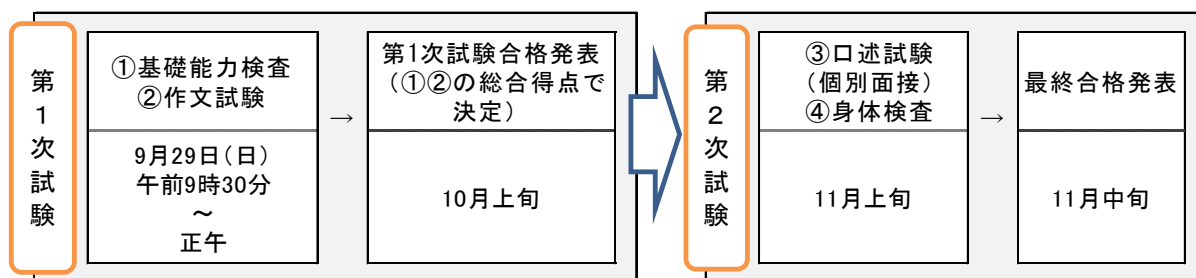 第1次試験
①基礎能力検査
②作文試験
9月29日(日)
午前9時30分
~
正午
→
第1次試験合格発表
(①②の総合得点で
決定)
10月上旬
第2次試験
③口述試験
(個別面接)
④身体検査
11月上旬
→
最終合格発表
11月中旬